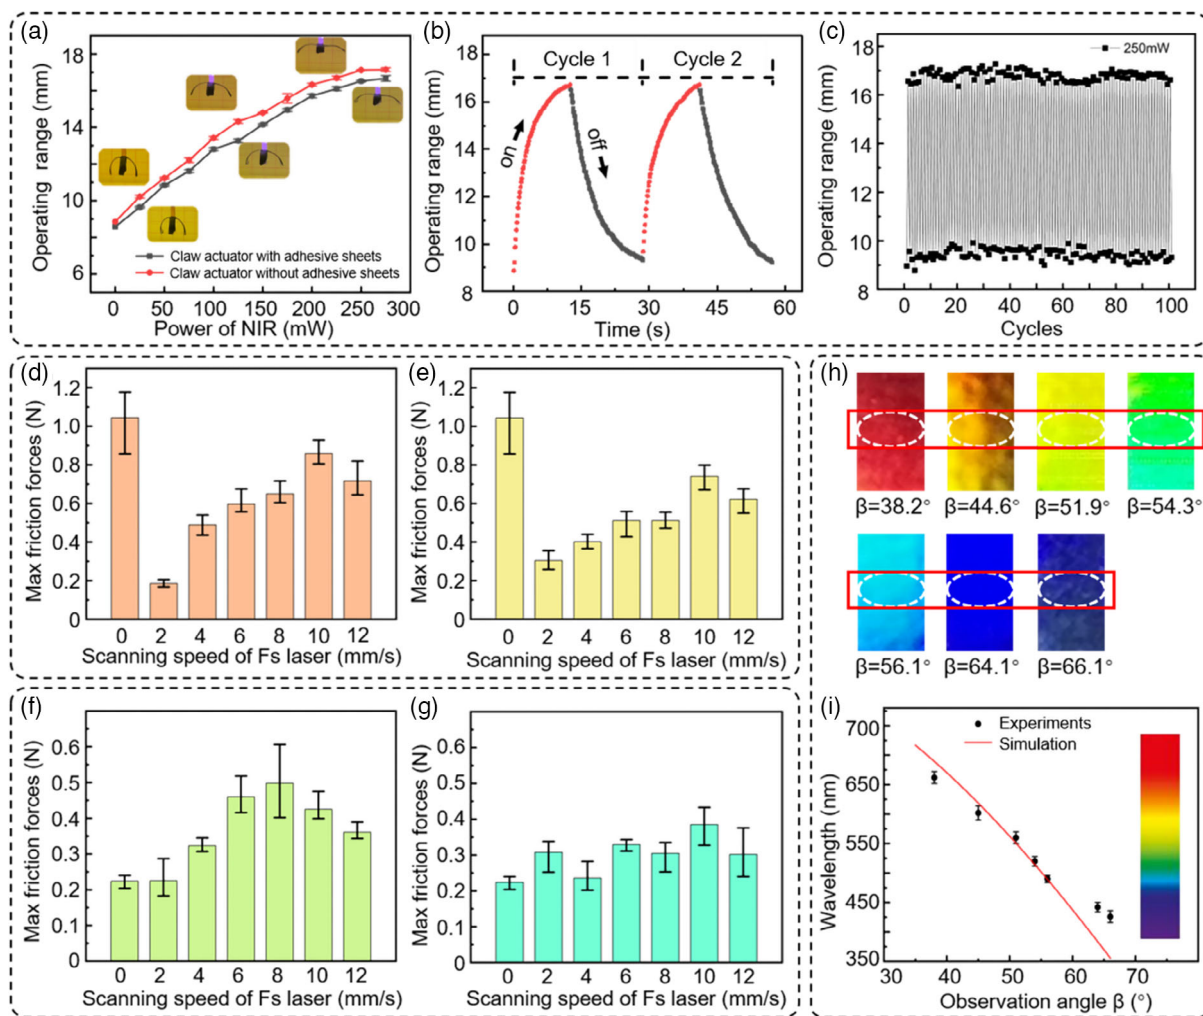 (a)
Operating range (mm)
18
14
10
6
0 50 100 150 200 250 300
Power of NIR (mW)
Claw actuator with adhesive sheets
Claw actuator without adhesive sheets
(b)
Operating range (mm)
18
16
14
12
10
8
Cycle 1 Cycle 2
on
off
0 15 30 45 60
Time (s)
(c)
Operating range (mm)
18
16
14
12
10
8
250mW
0 20 40 60 80 100
Cycles
(d)
Max friction forces (N)
1.2
1.0
0.8
0.6
0.4
0.2
0
0 2 4 6 8 10 12
Scanning speed of Fs laser (mm/s)
(e)
Max friction forces (N)
1.2
1.0
0.8
0.6
0.4
0.2
0
0 2 4 6 8 10 12
Scanning speed of Fs laser (mm/s)
(f)
Max friction forces (N)
0.6
0.5
0.4
0.3
0.2
0.1
0
0 2 4 6 8 10 12
Scanning speed of Fs laser (mm/s)
(g)
Max friction forces (N)
0.6
0.5
0.4
0.3
0.2
0.1
0
0 2 4 6 8 10 12
Scanning speed of Fs laser (mm/s)
(h)
β=38.2° β=44.6° β=51.9° β=54.3°
β=56.1° β=64.1° β=66.1°
(i)
Wavelength (nm)
700
650
550
450
350
Experiments
Simulation
30 40 50 60 70
Observation angle β (°)